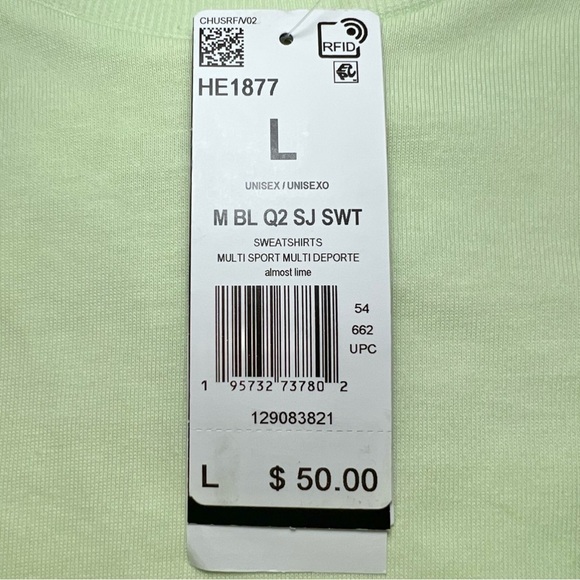 CHUSRF/V02
RFID
HE1877
L
UNISEX / UNISEXO
M BL Q2 SJ SWT
SWEATSHIRTS
MULTI SPORT MULTI DEPORTE
almost lime
54
662
UPC
1 95732 73780 2
129083821
L $ 50.00